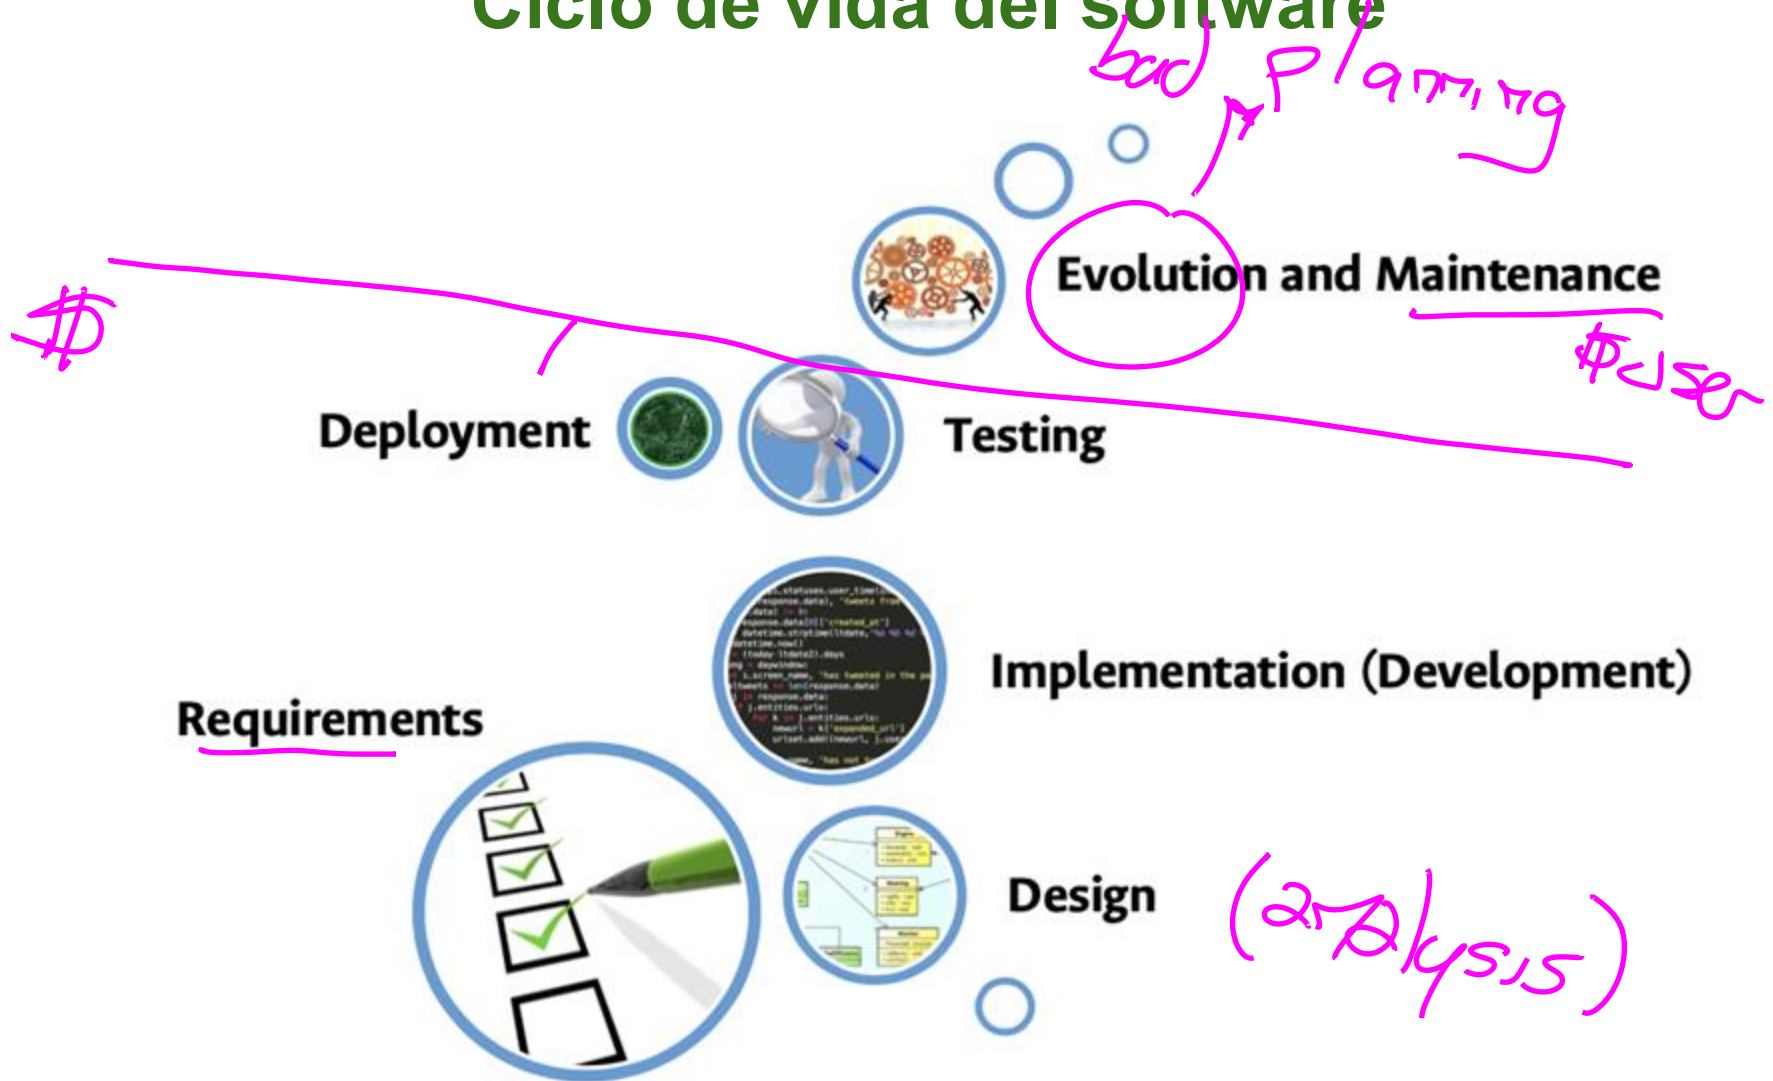 Ciclo de vida del software
bad planning
Evolution and Maintenance
$
$ user
Deployment
Testing
Implementation (Development)
Requirements
Design
(analysis)